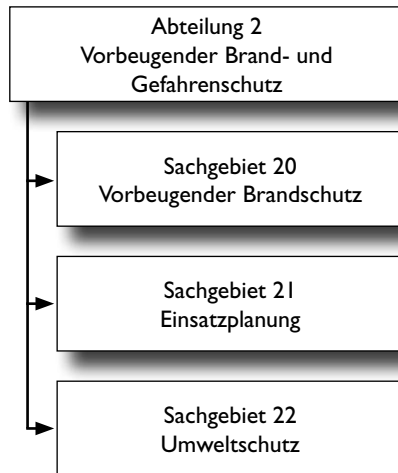 Abteilung 2
Vorbeugender Brand- und
Gefahrenschutz
Sachgebiet 20
Vorbeugender Brandschutz
Sachgebiet 21
Einsatzplanung
Sachgebiet 22
Umweltschutz